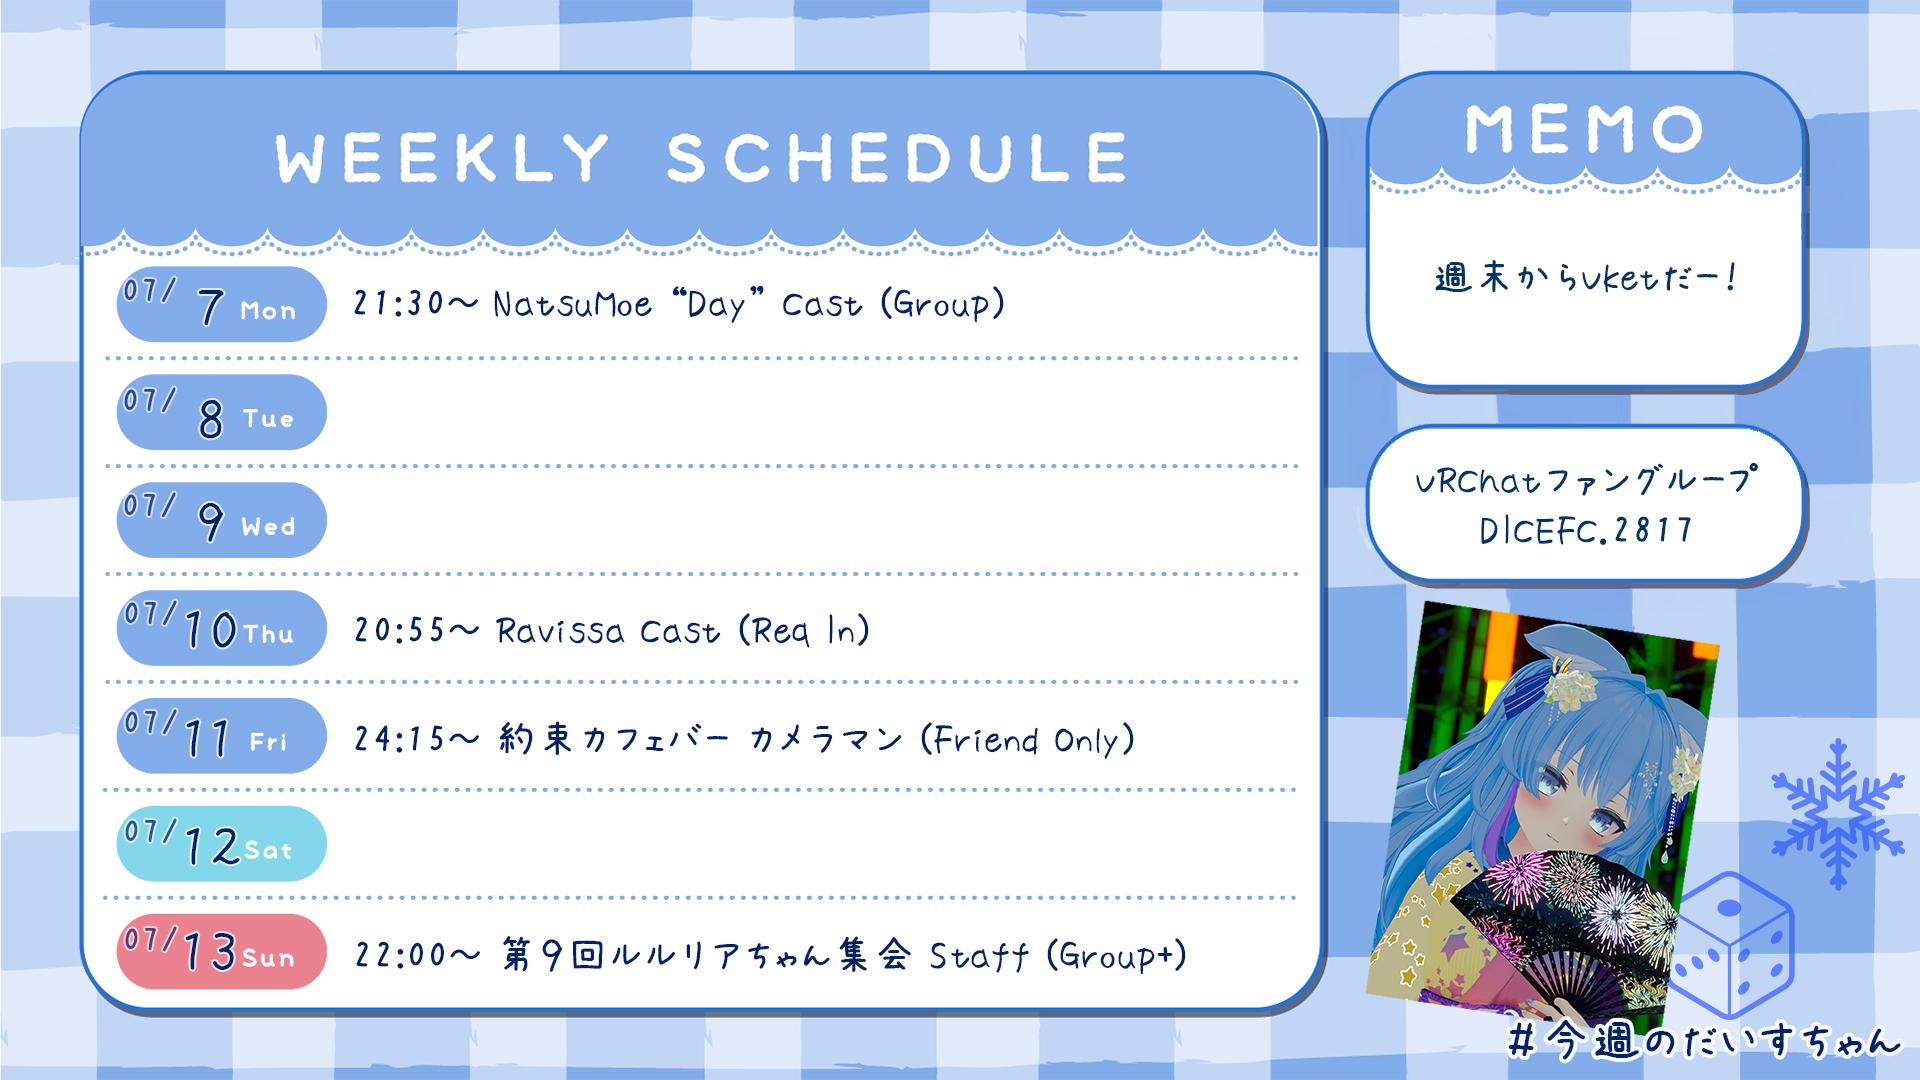 WEEKLY SCHEDULE
07/ 7 Mon 21:30～ NatsuMoe “Day” Cast (Group)
07/ 8 Tue
07/ 9 Wed
07/ 10 Thu 20:55～ Ravissa Cast (Req In)
07/ 11 Fri 24:15～ 約束カフェバー カメラマン (Friend Only)
07/ 12 Sat
07/ 13 Sun 22:00～ 第9回ルルリアちゃん集会 Staff (Group+)
MEMO
週末からvketだー!
VRChatファングループ
DICEFC.2817
#今週のだいすちゃん